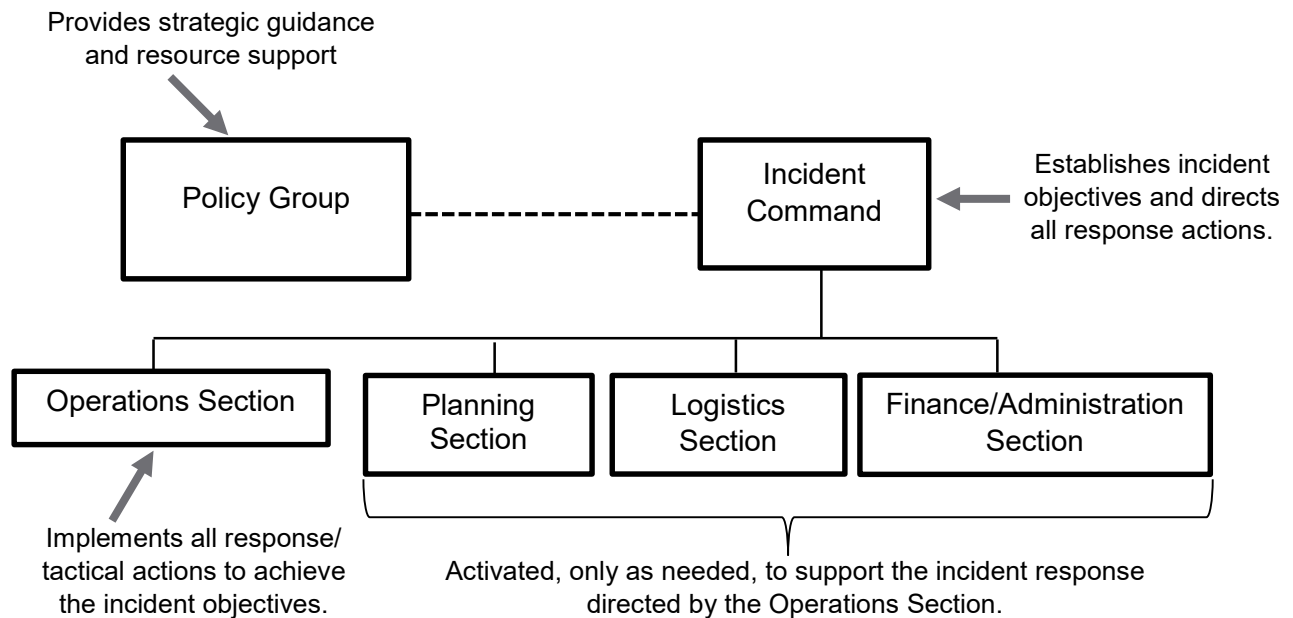 Provides strategic guidance
and resource support
Policy Group
Incident
Command
Establishes incident
objectives and directs
all response actions.
Operations Section
Planning
Section
Logistics
Section
Finance/Administration
Section
Implements all response/
tactical actions to achieve
the incident objectives.
Activated, only as needed, to support the incident response
directed by the Operations Section.